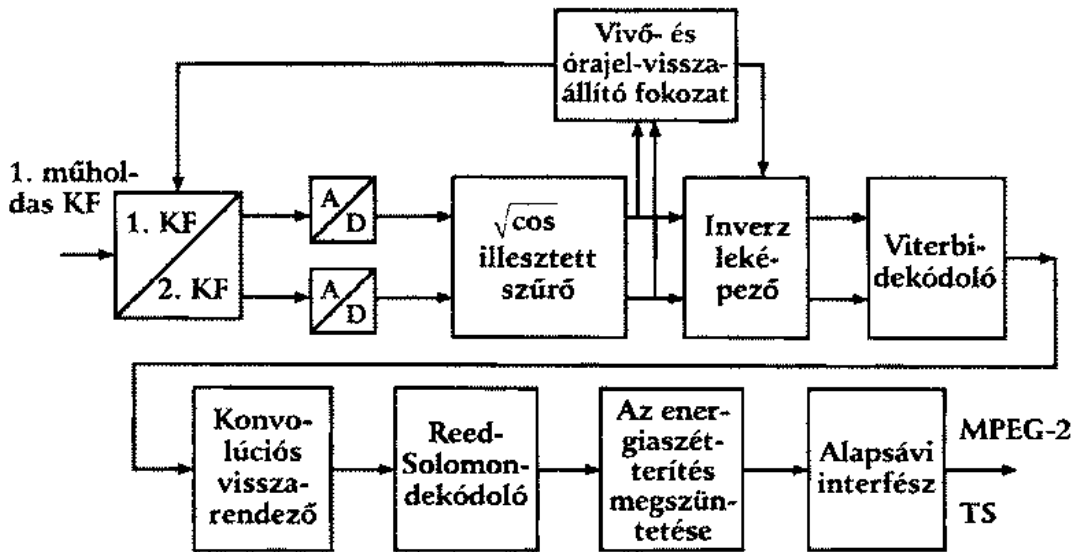 Vivő- és
órajel-vissza-
állító fokozat
1. műhol-
das KF
1. KF
2. KF
A
D
A
D
√cos
illesztett
szűrő
Inverz
leké-
pező
Viterbi-
dekódoló
Konvo-
lúciós
vissza-
rendező
Reed-
Solomon-
dekódoló
Az ener-
giaszét-
terítés
megszün-
tetése
Alapsávi
interfész
MPEG-2
TS